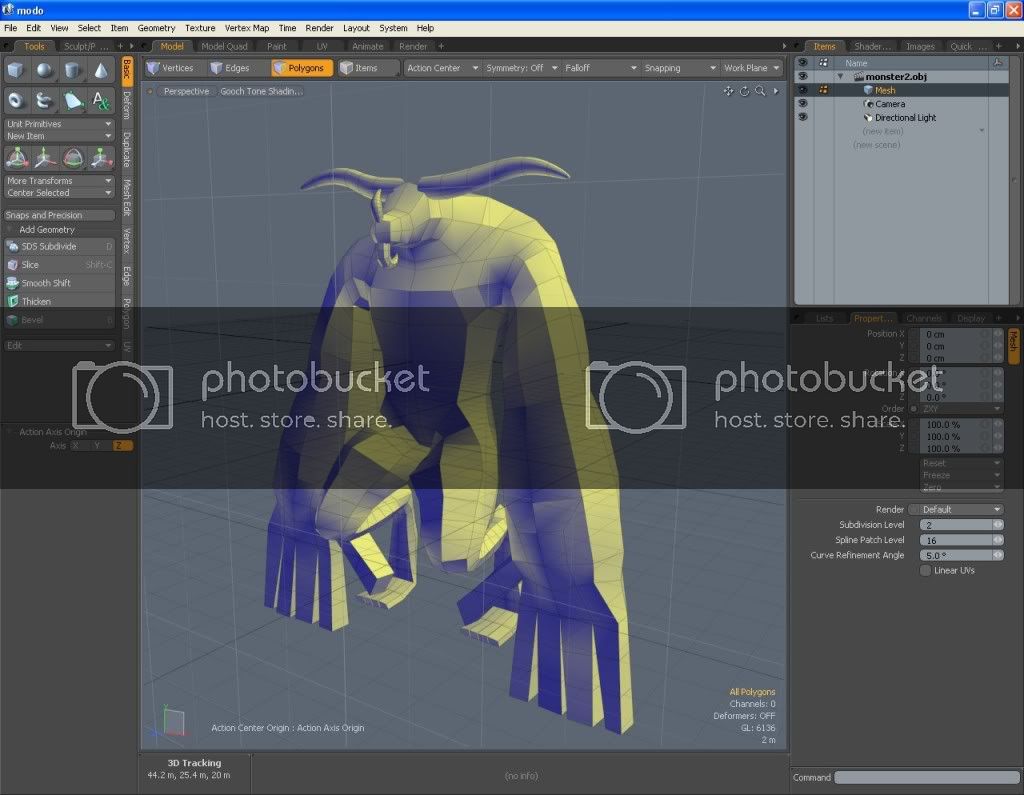 modo
File Edit View Select Item Geometry Texture Vertex Map Time Render Layout System Help
Tools Sculpt/P ... + Model Model Quad Paint UV Animate Render + Items Shader... Images Quick ... +
Vertices Edges Polygons Items Action Center Symmetry: Off Falloff Snapping Work Plane
Perspective Gooch Tone Shadin...
Basic
Deform
Duplicate
Mesh Edit
Vertex
Edge
Polygon
UV
Unit Primitives
New Item
More Transforms
Center Selected
Snaps and Precision
Add Geometry
SDS Subdivide D
Slice Shift-C
Smooth Shift
Thicken
Bevel B
Edit
Action Axis Origin
Axis X Y Z
Name
monster2.obj
Mesh
Camera
Directional Light
(new item)
(new scene)
Lists Propert... Channels Display +
Mesh
Position X 0 cm
Y 0 cm
Z 0 cm
Z 0.0 °
Order ZXY
100.0 %
Y 100.0 %
Z 100.0 %
Reset
Freeze
Zero
Render Default
Subdivision Level 2
Spline Patch Level 16
Curve Refinement Angle 5.0 °
Linear UVs
photobucket
host. store. share.
photobucket
host. store. share.
All Polygons
Channels: 0
Deformers: OFF
GL: 6136
2 m
Action Center Origin : Action Axis Origin
3D Tracking
44.2 m, 25.4 m, 20 m
(no info)
Command